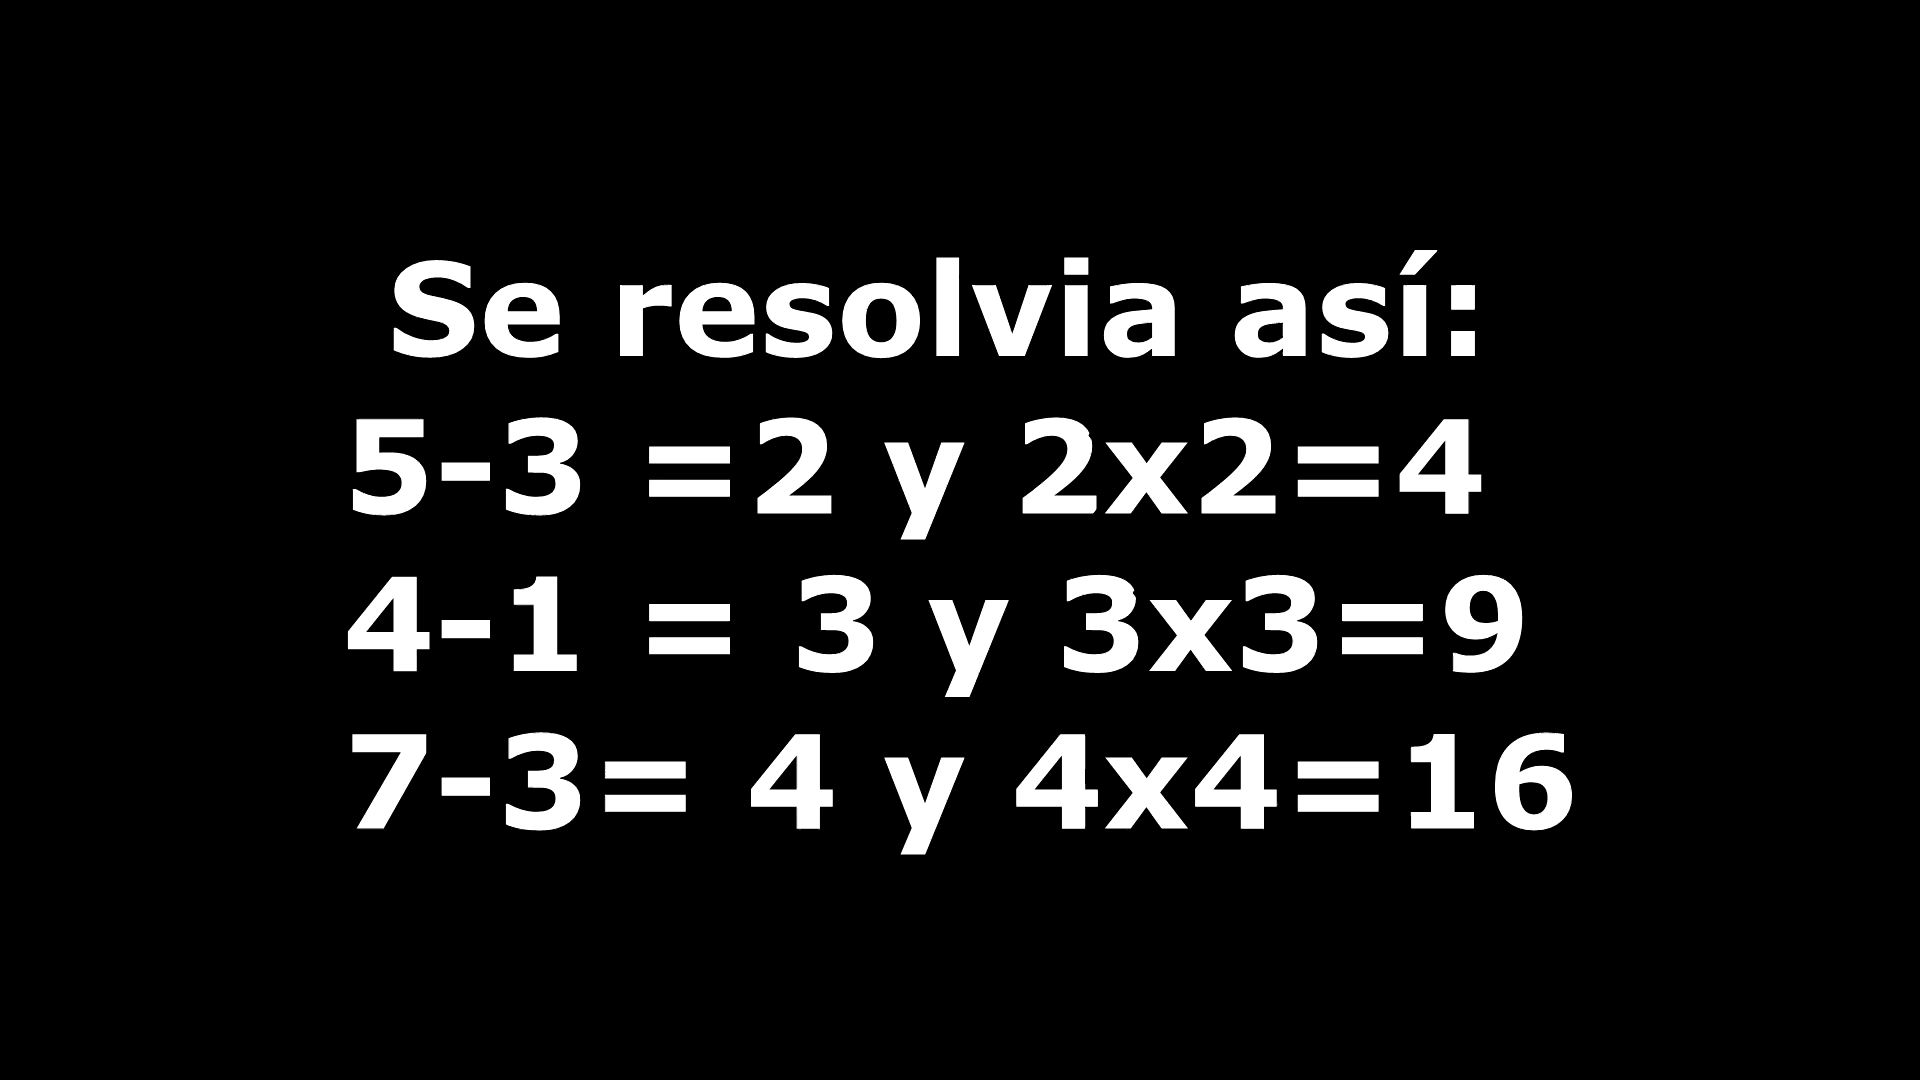 Se resolvia así:
5-3 =2 y 2x2=4
4-1 = 3 y 3x3=9
7-3= 4 y 4x4=16